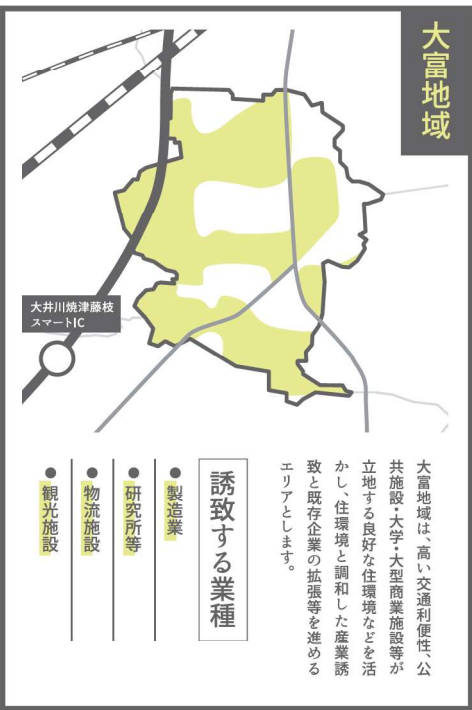 大富地域
大井川焼津藤枝
スマートIC
大富地域は、高い交通利便性、公
共施設・大学・大型商業施設等が
立地する良好な住環境などを活
かし、住環境と調和した産業誘
致と既存企業の拡張等を進める
エリアとします。
誘致する業種
●製造業
●研究所等
●物流施設
●観光施設